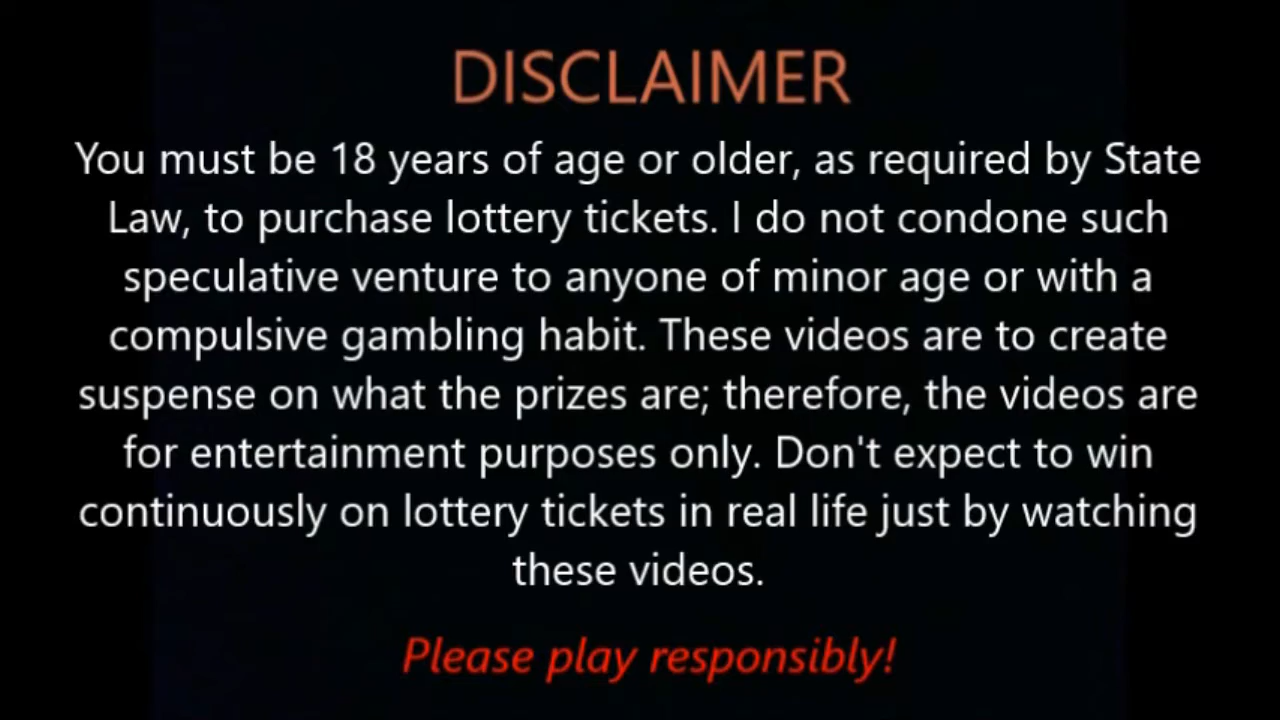 DISCLAIMER
You must be 18 years of age or older, as required by State
Law, to purchase lottery tickets. I do not condone such
speculative venture to anyone of minor age or with a
compulsive gambling habit. These videos are to create
suspense on what the prizes are; therefore, the videos are
for entertainment purposes only. Don't expect to win
continuously on lottery tickets in real life just by watching
these videos.
Please play responsibly!